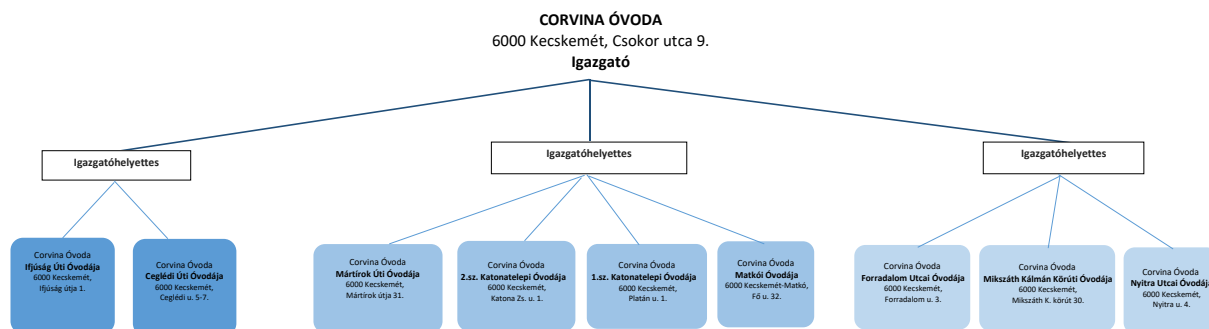 CORVINA ÓVODA
6000 Kecskemét, Csokor utca 9.
Igazgató
Igazgatóhelyettes
Igazgatóhelyettes
Igazgatóhelyettes
Corvina Óvoda
Ifjúság Úti Óvodája
6000 Kecskemét,
Ifjúság útja 1.
Corvina Óvoda
Ceglédi Úti Óvodája
6000 Kecskemét,
Ceglédi u. 5-7.
Corvina Óvoda
Mártírok Úti Óvodája
6000 Kecskemét,
Mártírok útja 31.
Corvina Óvoda
2.sz. Katonatelepi Óvodája
6000 Kecskemét,
Katona Zs. u. 1.
Corvina Óvoda
1.sz. Katonatelepi Óvodája
6000 Kecskemét,
Platán u. 1.
Corvina Óvoda
Matkói Óvodája
6000 Kecskemét-Matkó,
Fő u. 32.
Corvina Óvoda
Forradalom Utcai Óvodája
6000 Kecskemét,
Forradalom u. 3.
Corvina Óvoda
Mikszáth Kálmán Körúti Óvodája
6000 Kecskemét,
Mikszáth K. körút 30.
Corvina Óvoda
Nyitra Utcai Óvodája
6000 Kecskemét,
Nyitra u. 4.